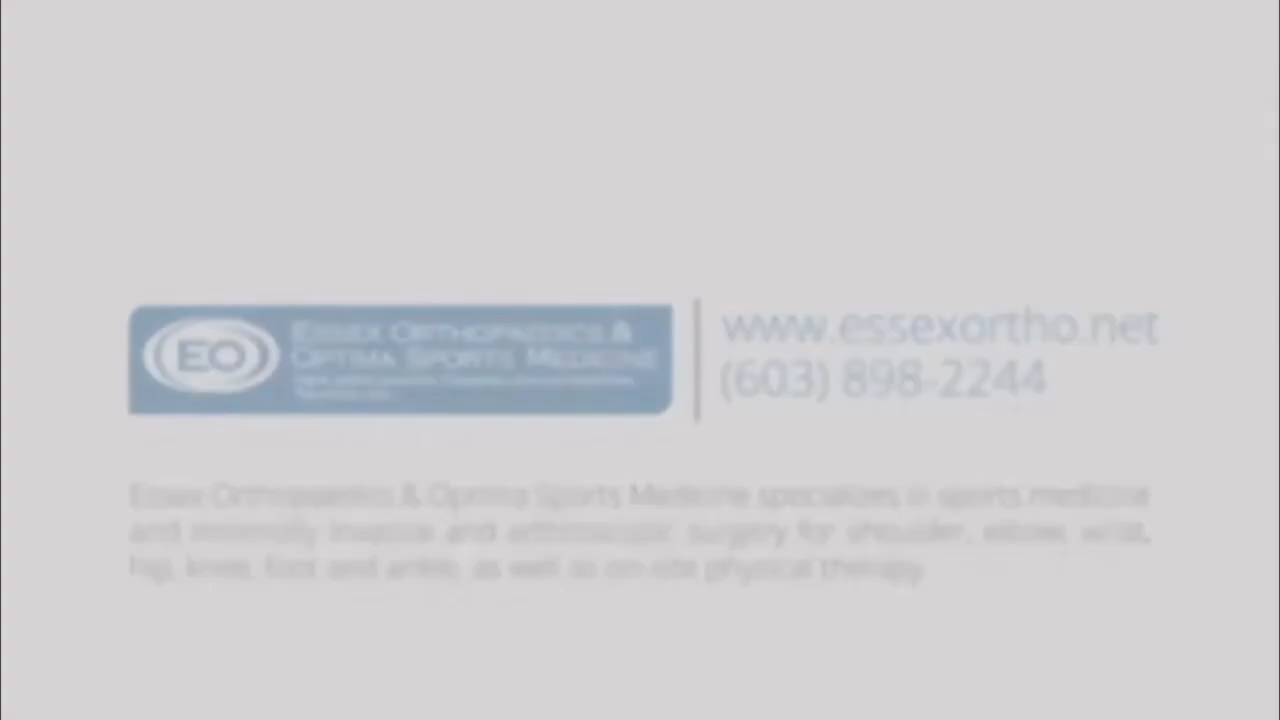 EO
ESSEX ORTHOPAEDICS &
OPTIMA SPORTS MEDICINE
www.essexortho.net
(603) 898-2244
Essex Orthopaedics & Optima Sports Medicine specializes in sports medicine
and minimally invasive and arthroscopic surgery for shoulder, elbow, wrist,
hip, knee, foot and ankle, as well as on-site physical therapy.